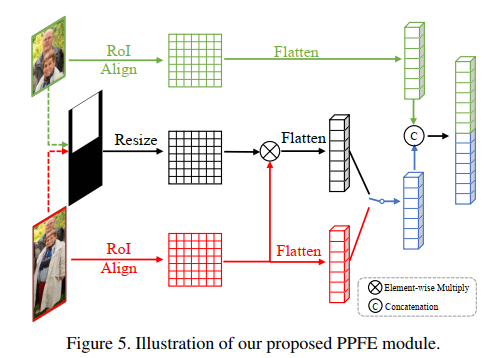 RoI
Align
Flatten
Resize
Flatten
C
RoI
Align
Flatten
Element-wise Multiply
C Concatenation
Figure 5. Illustration of our proposed PPFE module.